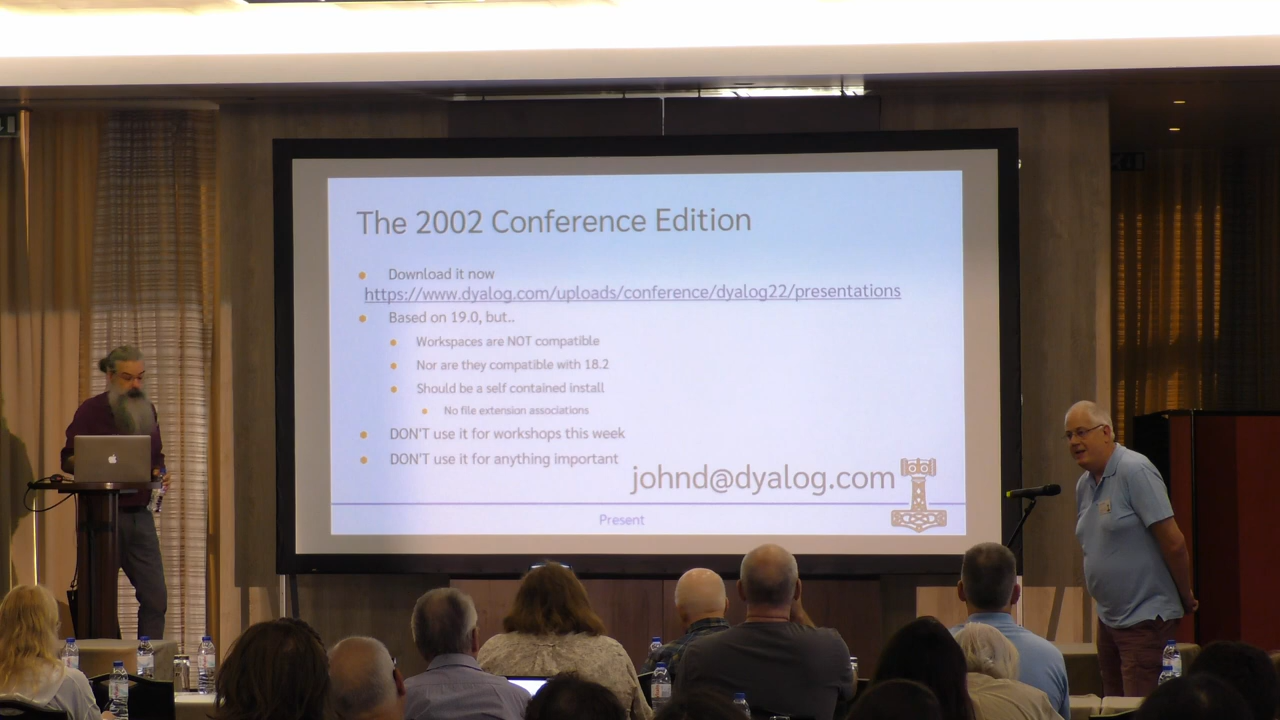 The 2002 Conference Edition
Download it now
https://www.dyalog.com/uploads/conference/dyalog22/presentations
Based on 19.0, but..
Workspaces are NOT compatible
Nor are they compatible with 18.2
Should be a self contained install
No file extension associations
DON'T use it for workshops this week
DON'T use it for anything important
johnd@dyalog.com
Present